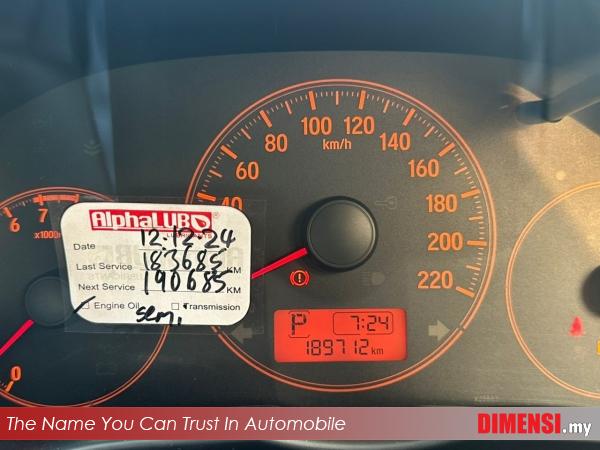 100 120
80 140
km/h
60 160
40 180
6 7
x1000r
200
220
0
AlphaLUBO®
Date 12.12.24
Last Service 183685 KM
Next Service 190685 KM
Engine Oil Transmission
semi
P 7:24
189712 km
The Name You Can Trust In Automobile
DIMENSI.my